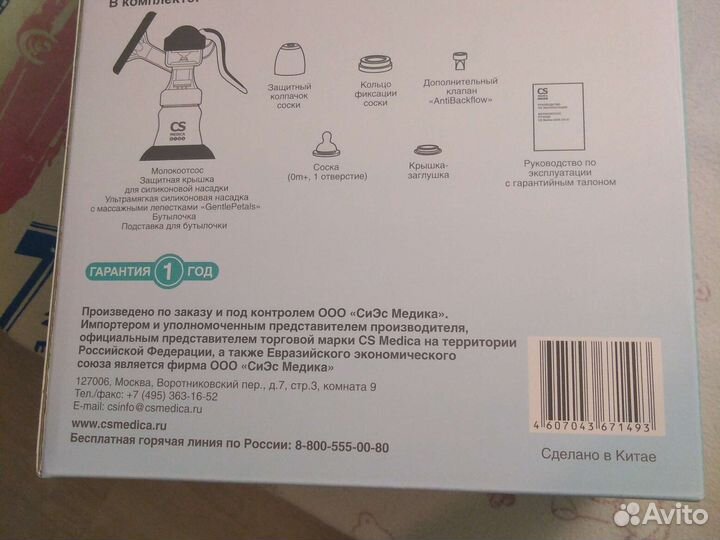 В комплекте:
CS
MEDICA
Защитный
колпачок
соски
Кольцо
фиксации
соски
Дополнительный
клапан
«AntiBackflow»
CS
MEDICA
Молокоотсос
Защитная крышка
для силиконовой насадки
Ультрамягкая силиконовая насадка
с массажными лепестками «GentlePetals»
Бутылочка
Подставка для бутылочки
Соска
(0m+, 1 отверстие)
Крышка-
заглушка
Руководство по
эксплуатации
с гарантийным талоном
ГАРАНТИЯ 1 ГОД
Произведено по заказу и под контролем ООО «СиЭс Медика».
Импортером и уполномоченным представителем производителя,
официальным представителем торговой марки CS Medica на территории
Российской Федерации, а также Евразийского экономического
союза является фирма ООО «СиЭс Медика»
127006, Москва, Воротниковский пер., д.7, стр.3, комната 9
Тел./факс: +7 (495) 363-16-52
E-mail: csinfo@csmedica.ru
www.csmedica.ru
Бесплатная горячая линия по России: 8-800-555-00-80
4 607043 671493
Сделано в Китае
Avito